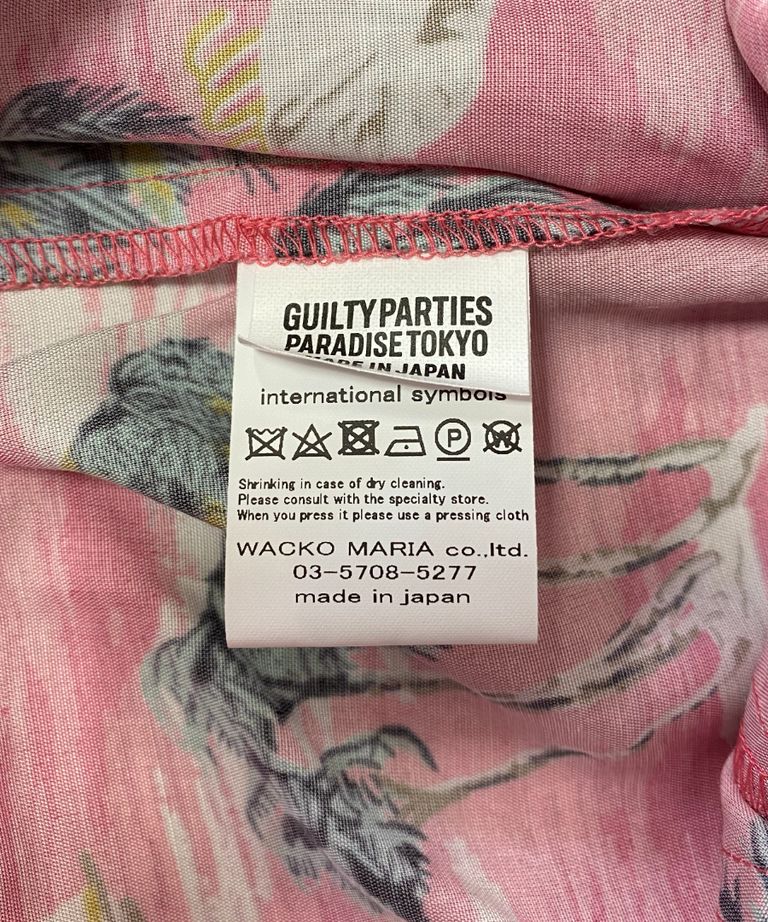 GUILTY PARTIES
PARADISE TOKYO
MADE IN JAPAN
international symbols
P
W
Shrinking in case of dry cleaning.
Please consult with the specialty store.
When you press it please use a pressing cloth
WACKO MARIA co.,ltd.
03-5708-5277
made in japan